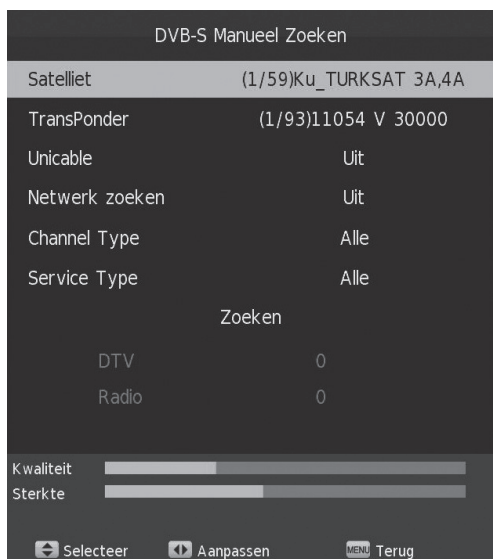 DVB-S Manueel Zoeken
Satelliet (1/59)Ku_TURKSAT 3A,4A
TransPonder (1/93)11054 V 30000
Unicable Uit
Netwerk zoeken Uit
Channel Type Alle
Service Type Alle
Zoeken
DTV 0
Radio 0
Kwaliteit
Sterkte
Selecteer Aanpassen MENU Terug